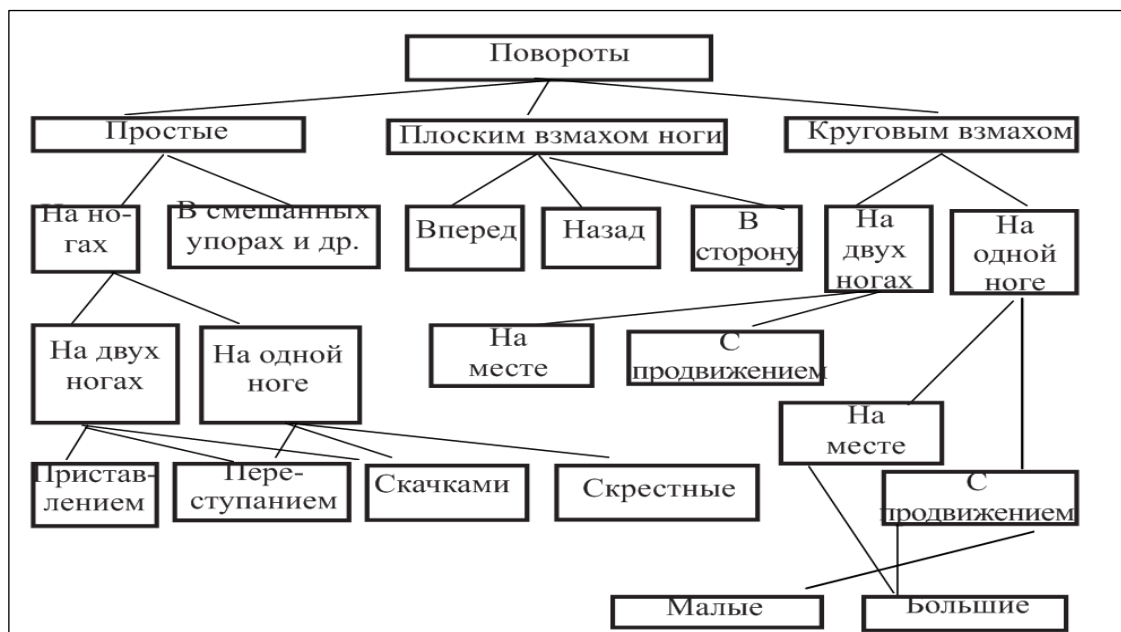 Повороты
Простые
Плоским взмахом ноги
Круговым взмахом
На но-
гах
В смешанных
упорах и др.
Вперед
Назад
В
сторону
На
двух
ногах
На
одной
ноге
На двух
ногах
На одной
ноге
На
месте
С
продвижением
На
месте
Пристав-
лением
Пере-
ступанием
Скачками
Скрестные
С
продвижением
Малые
Большие